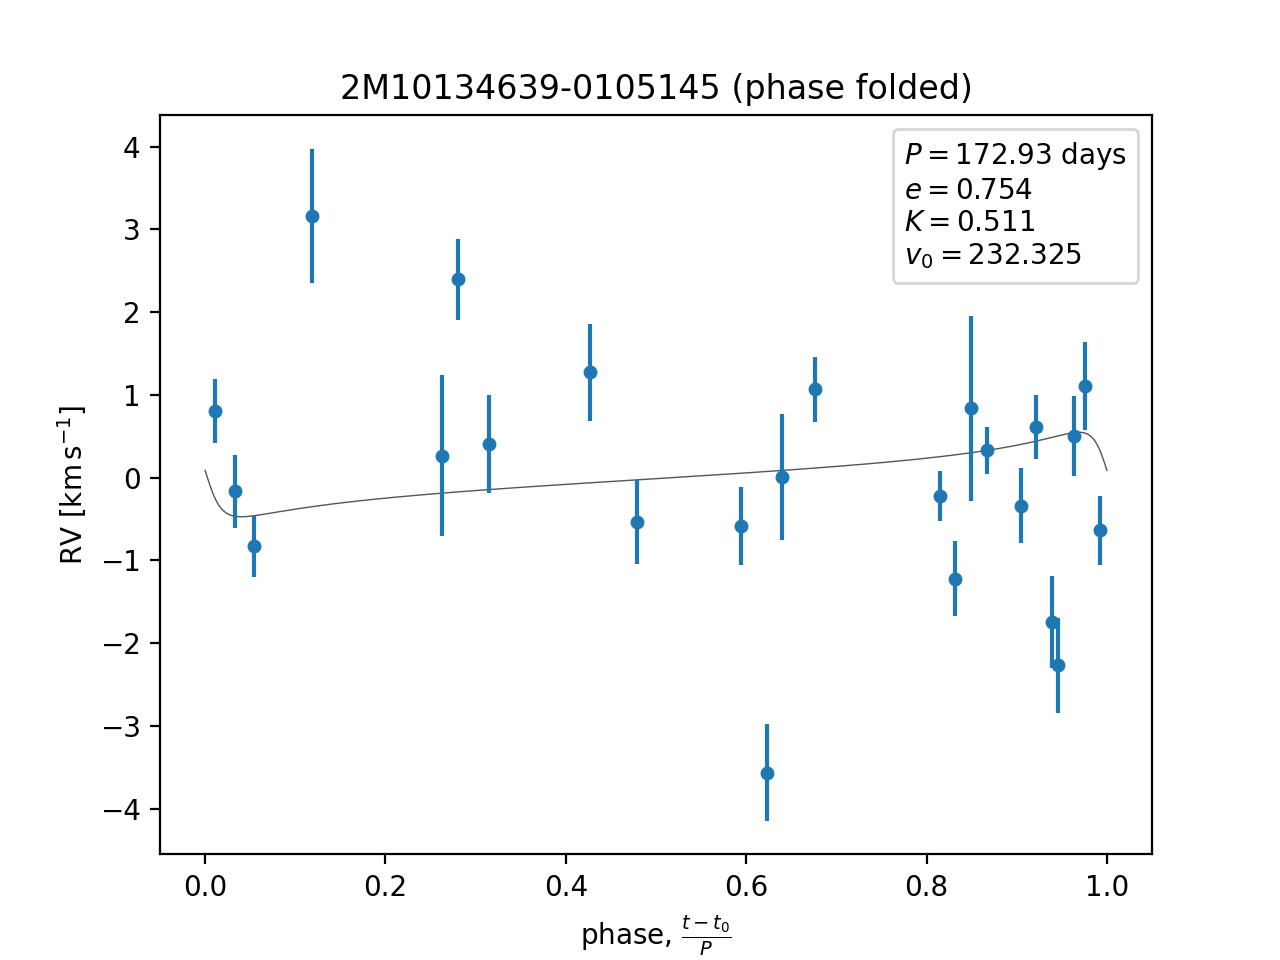 2M10134639-0105145 (phase folded)
P = 172.93 days
e = 0.754
K = 0.511
v₀ = 232.325
4
3
2
1
0
−1
−2
−3
−4
RV [km s⁻¹]
0.0 0.2 0.4 0.6 0.8 1.0
phase, (t − t₀)/P